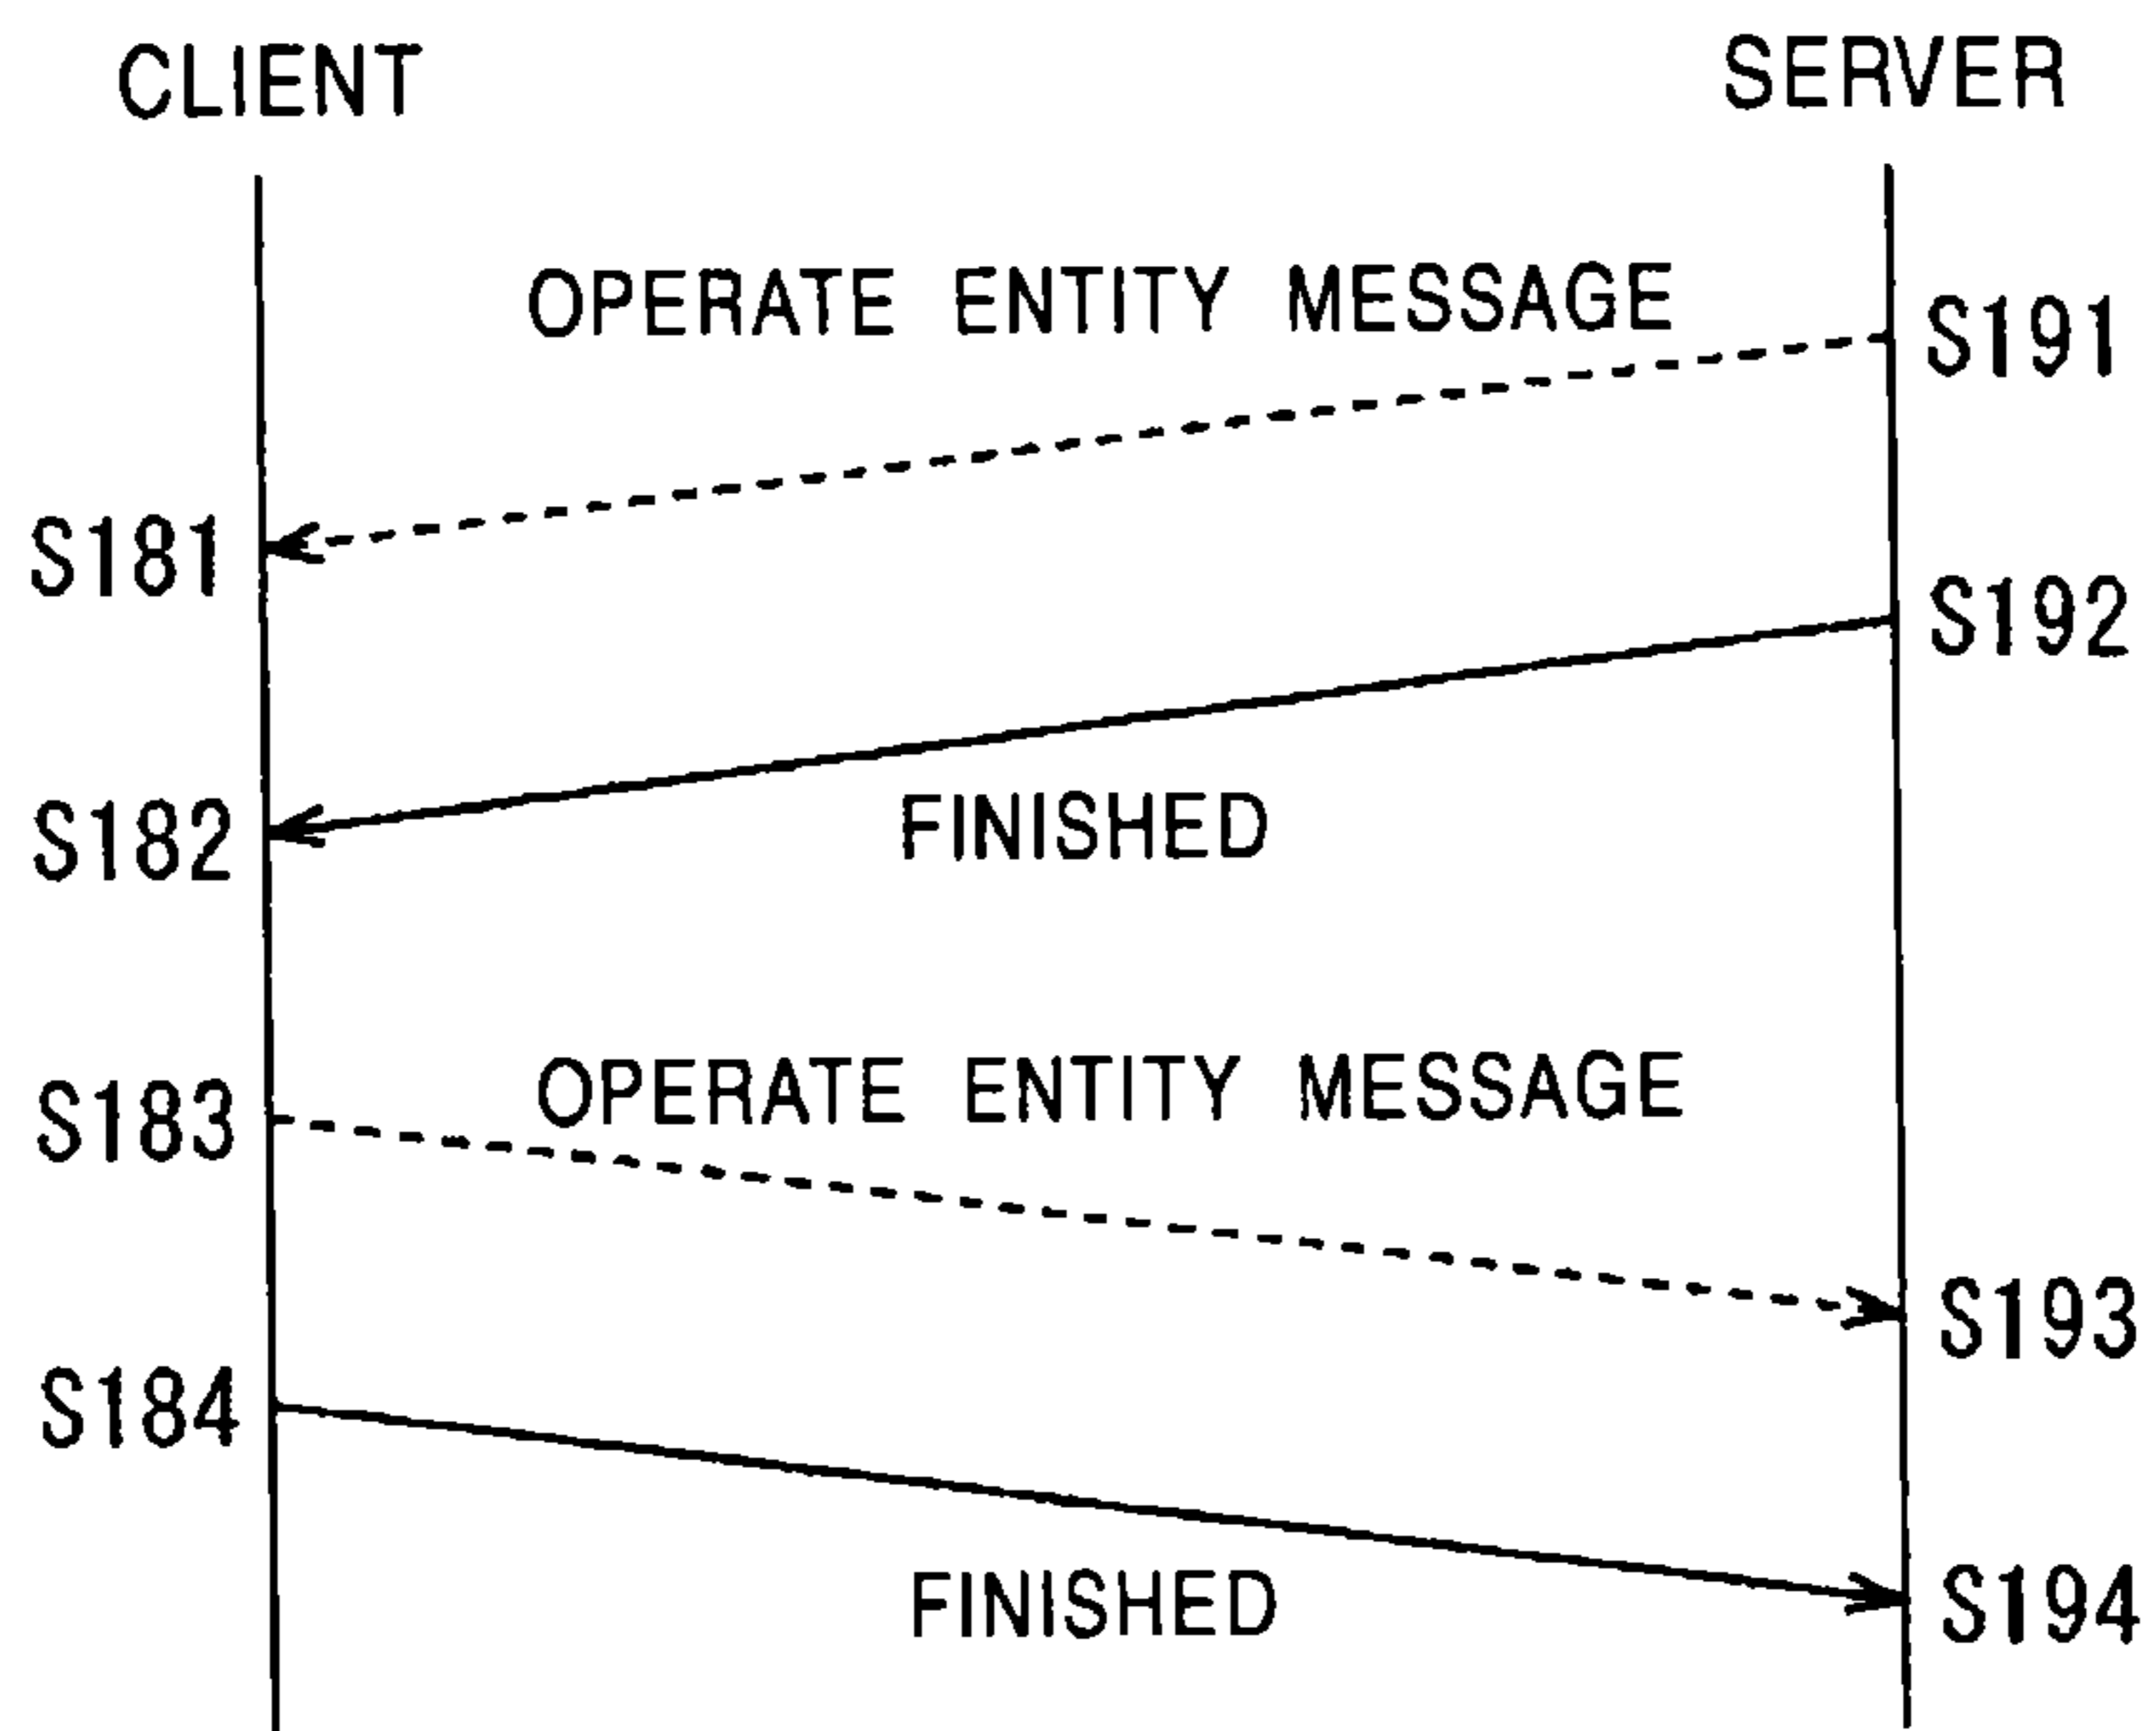 CLIENT
SERVER
OPERATE ENTITY MESSAGE
S191
S181
S192
S182
FINISHED
OPERATE ENTITY MESSAGE
S183
S193
S184
FINISHED
S194